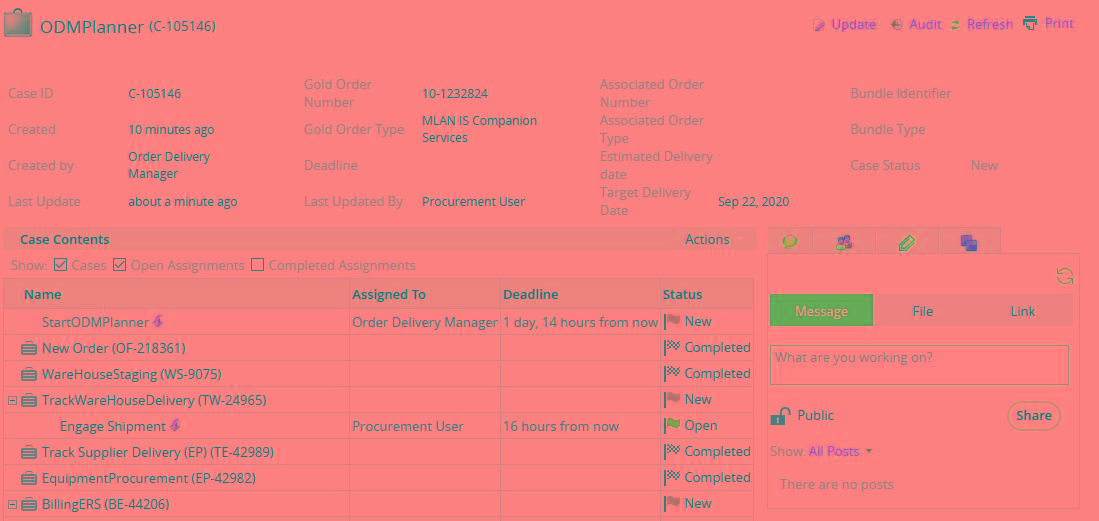 ODMPlanner (C-105146)
Update Audit Refresh Print
Case ID C-105146 Gold Order Number 10-1232824 Associated Order Number Bundle Identifier
Created 10 minutes ago Gold Order Type MLAN IS Companion Services Associated Order Type Bundle Type
Created by Order Delivery Manager Deadline Estimated Delivery date Case Status New
Last Update about a minute ago Last Updated By Procurement User Target Delivery Date Sep 22, 2020
Case Contents Actions
Show: Cases Open Assignments Completed Assignments
Name Assigned To Deadline Status
StartODMPlanner Order Delivery Manager 1 day, 14 hours from now New
New Order (OF-218361) Completed
WareHouseStaging (WS-9075) Completed
TrackWareHouseDelivery (TW-24965) New
Engage Shipment Procurement User 16 hours from now Open
Track Supplier Delivery (EP) (TE-42989) Completed
EquipmentProcurement (EP-42982) Completed
BillingERS (BE-44206) New
Message File Link
What are you working on?
Public Share
Show: All Posts
There are no posts